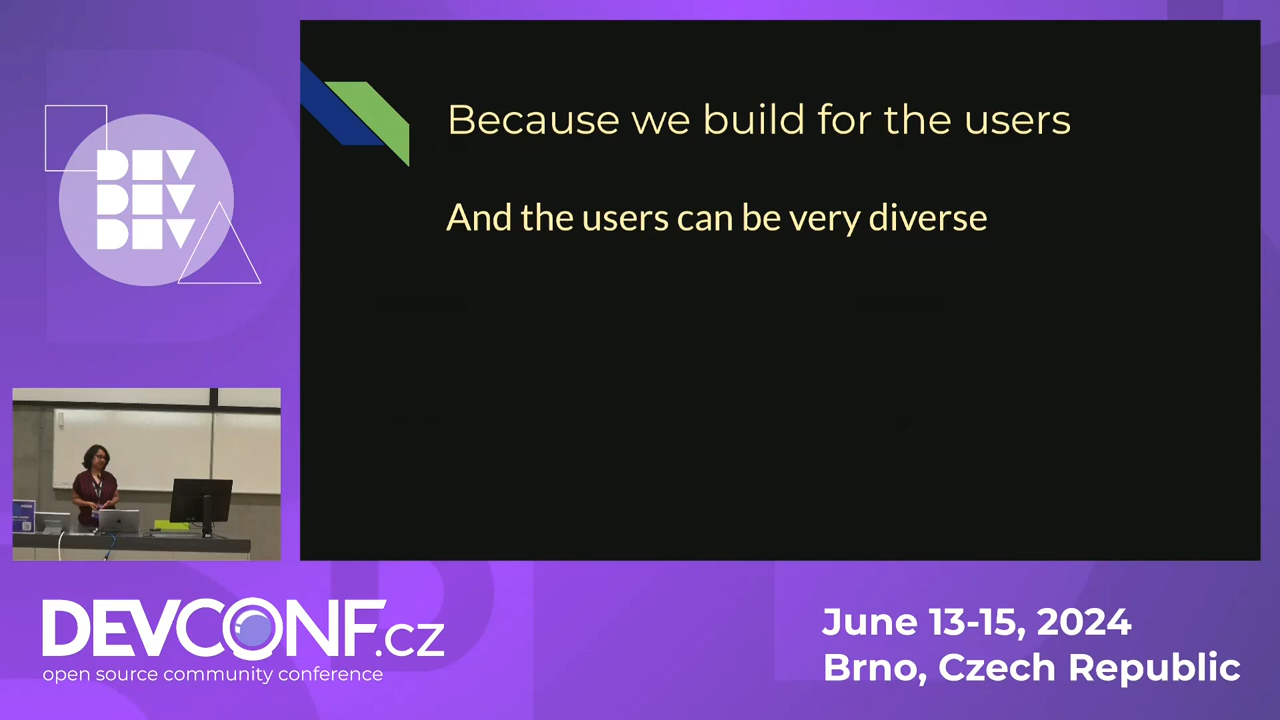 DEV
DEV
DEV
Because we build for the users
And the users can be very diverse
DEVCONF.cz
open source community conference
June 13-15, 2024
Brno, Czech Republic